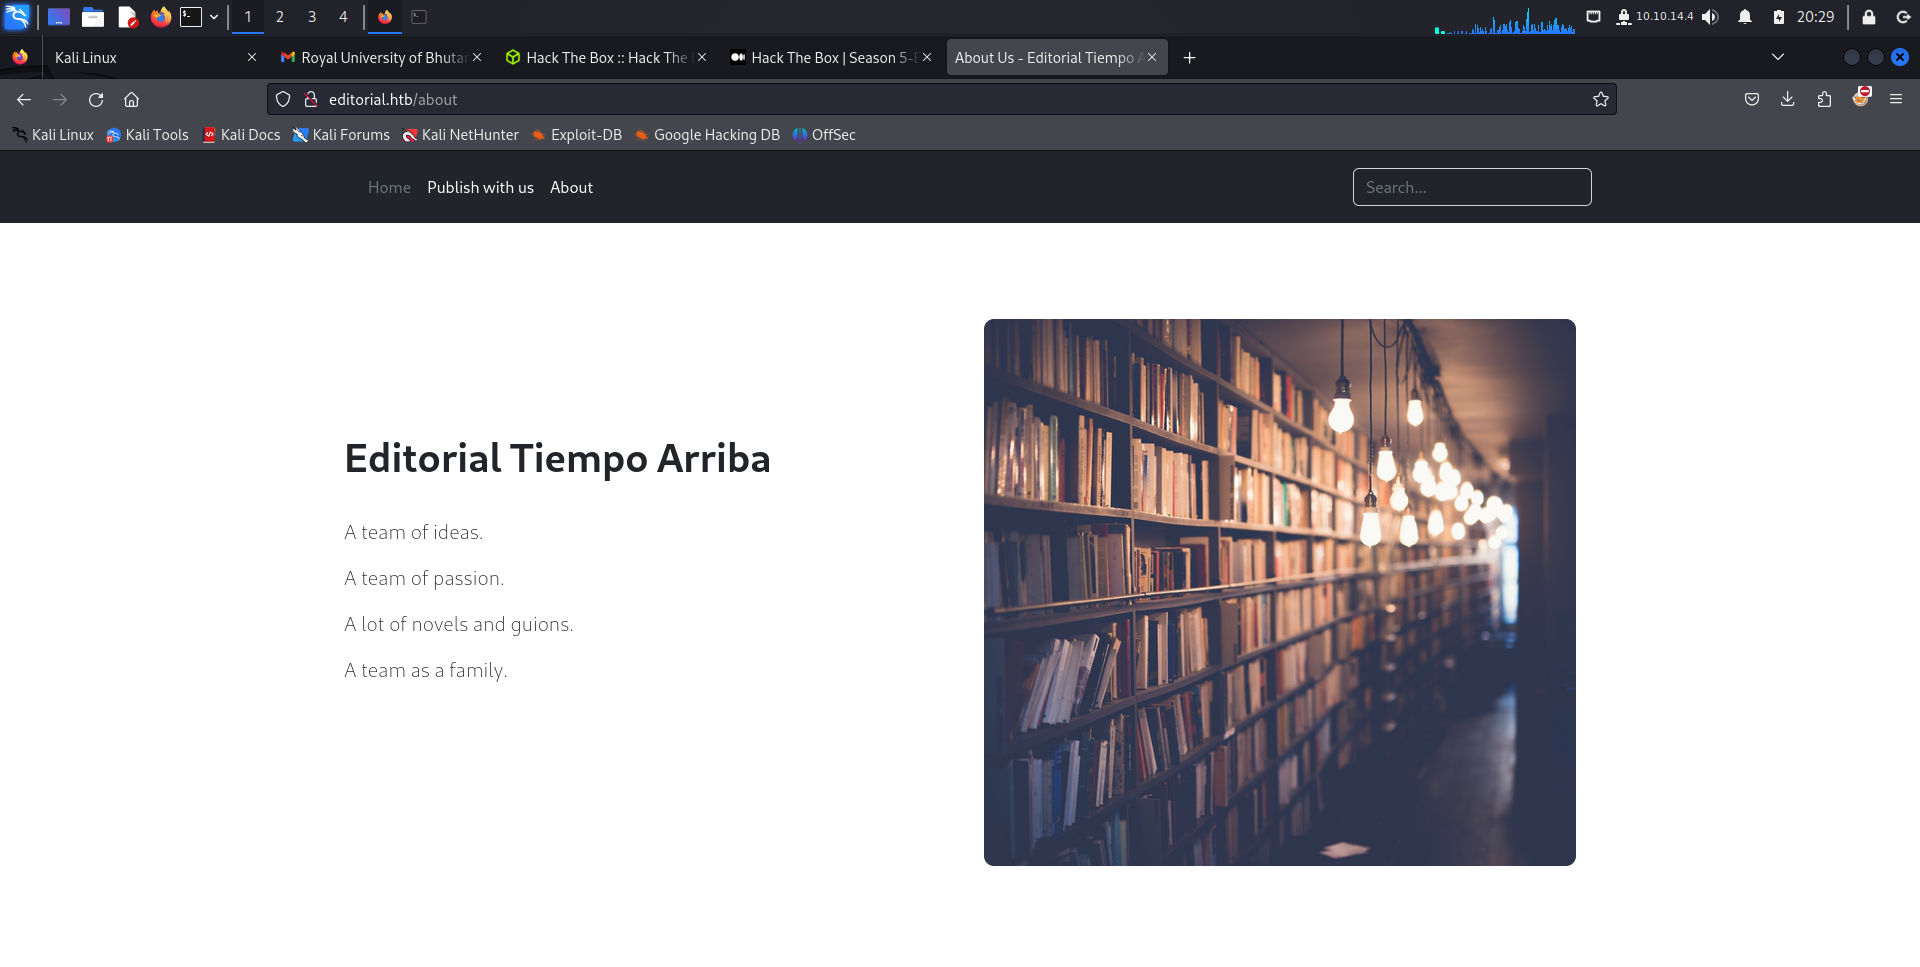 1 2 3 4 10.10.14.4 20:29
Kali Linux Royal University of Bhutan Hack The Box :: Hack The Hack The Box | Season 5-E About Us - Editorial Tiempo A
editorial.htb/about
Kali Linux Kali Tools Kali Docs Kali Forums Kali NetHunter Exploit-DB Google Hacking DB OffSec
Home Publish with us About Search...
Editorial Tiempo Arriba
A team of ideas.
A team of passion.
A lot of novels and guions.
A team as a family.